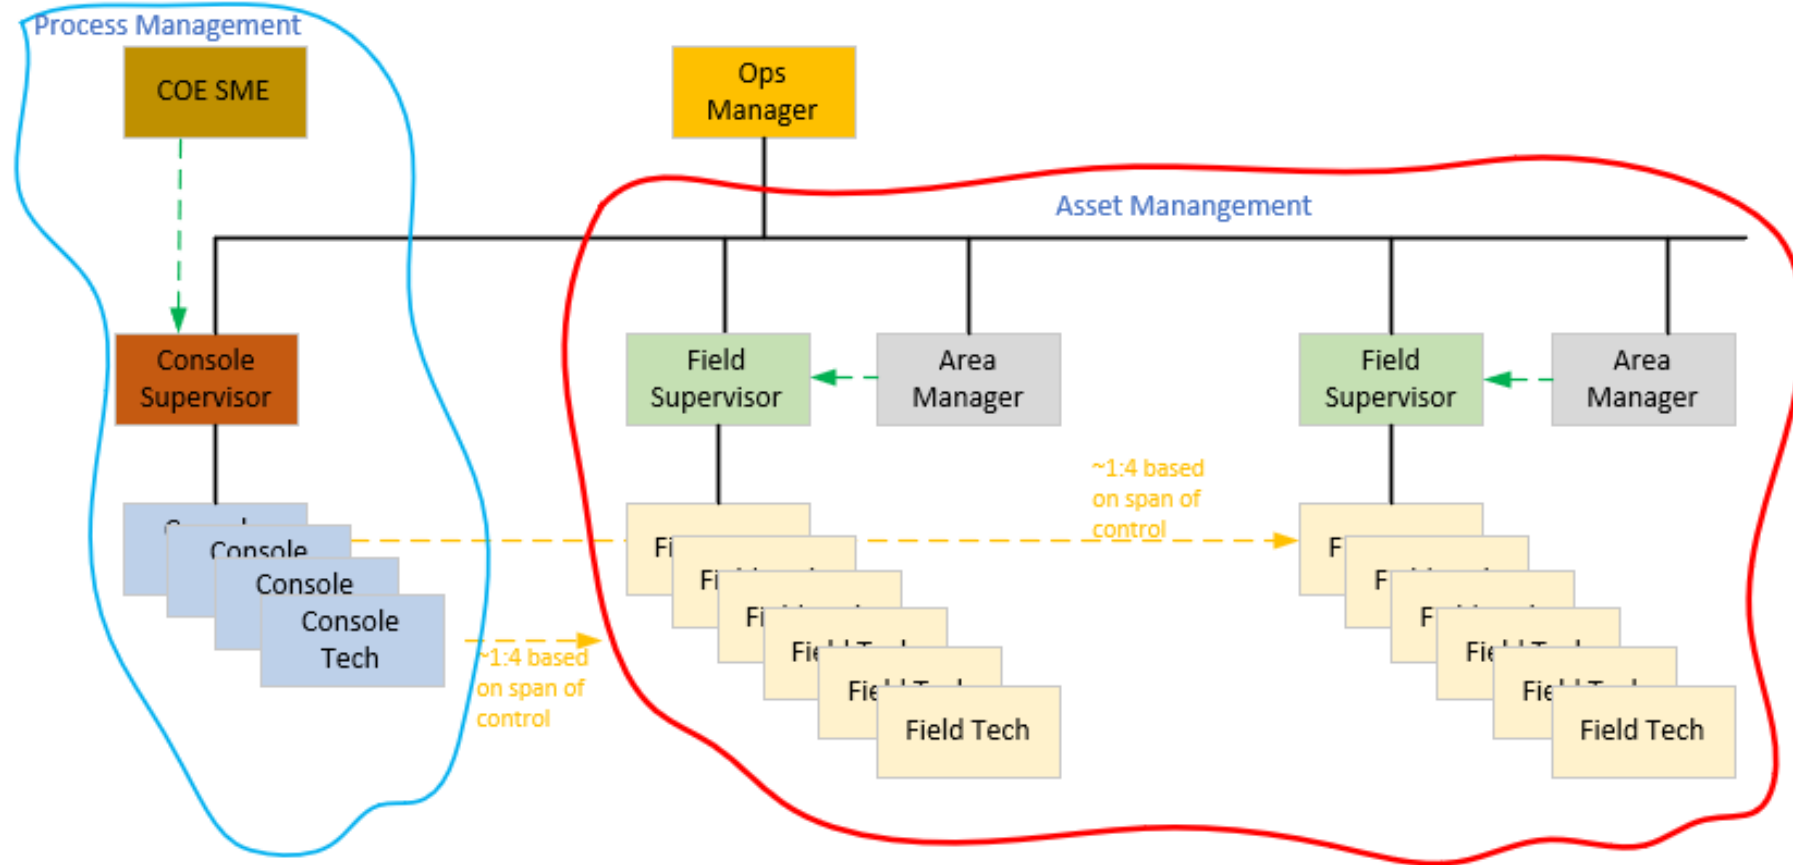 Process Management
COE SME
Ops
Manager
Asset Manangement
Console
Supervisor
Field
Supervisor
Area
Manager
Field
Supervisor
Area
Manager
~1:4 based
on span of
control
Console
Console
Console
Tech
~1:4 based
on span of
control
Field Tech
Field Tech